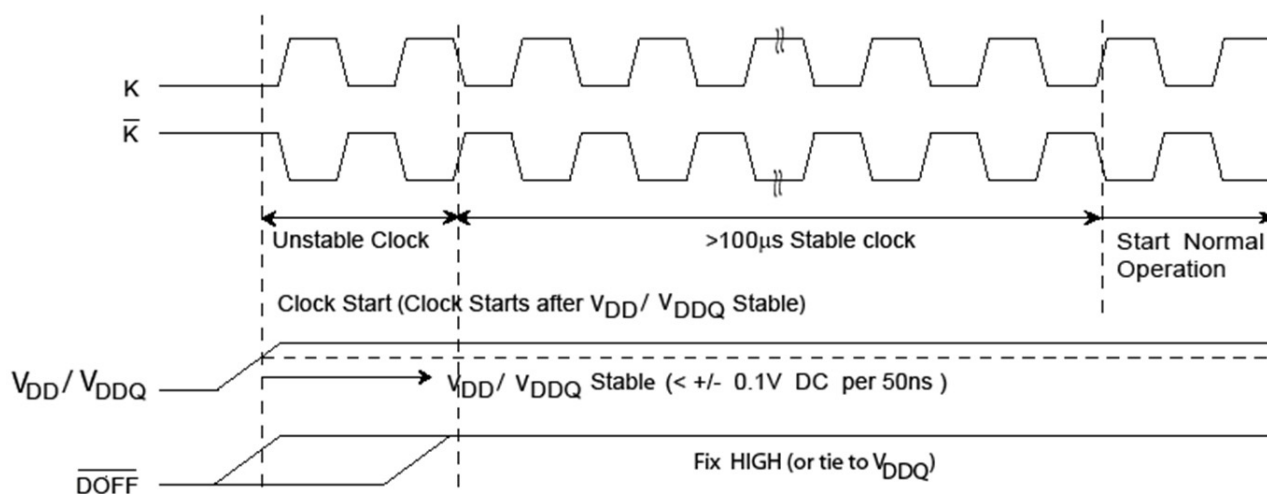 K
K̅
Unstable Clock
>100μs Stable clock
Start Normal
Operation
Clock Start (Clock Starts after VDD/ VDDQ Stable)
VDD/ VDDQ
VDD/ VDDQ Stable (< +/- 0.1V DC per 50ns )
Fix HIGH (or tie to VDDQ)
D̅O̅F̅F̅